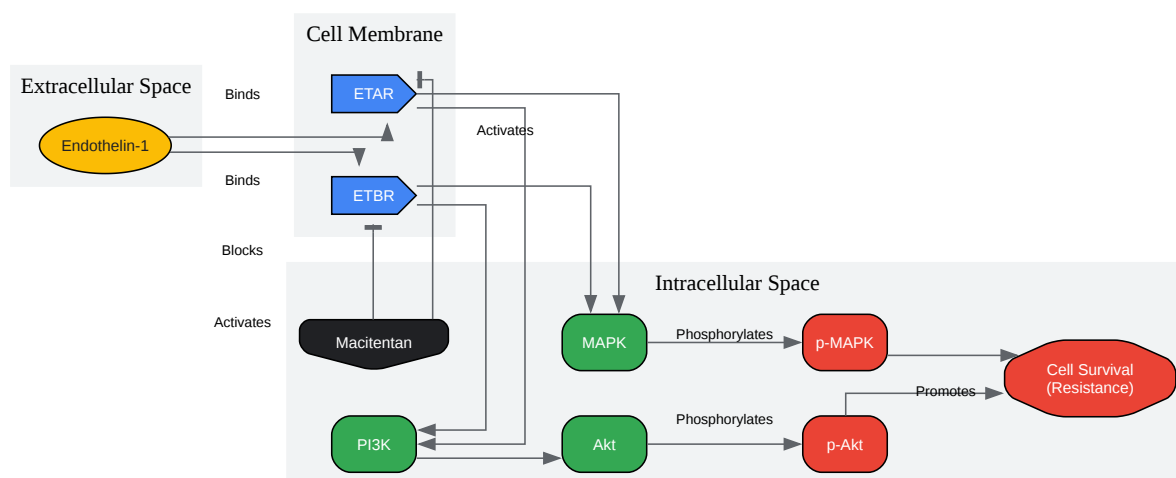 Cell Membrane
Extracellular Space
Binds
ETAR
Activates
Endothelin-1
Binds
ETBR
Blocks
Intracellular Space
Activates
Macitentan
MAPK
Phosphorylates
p-MAPK
Cell Survival
(Resistance)
Promotes
PI3K
Akt
Phosphorylates
p-Akt